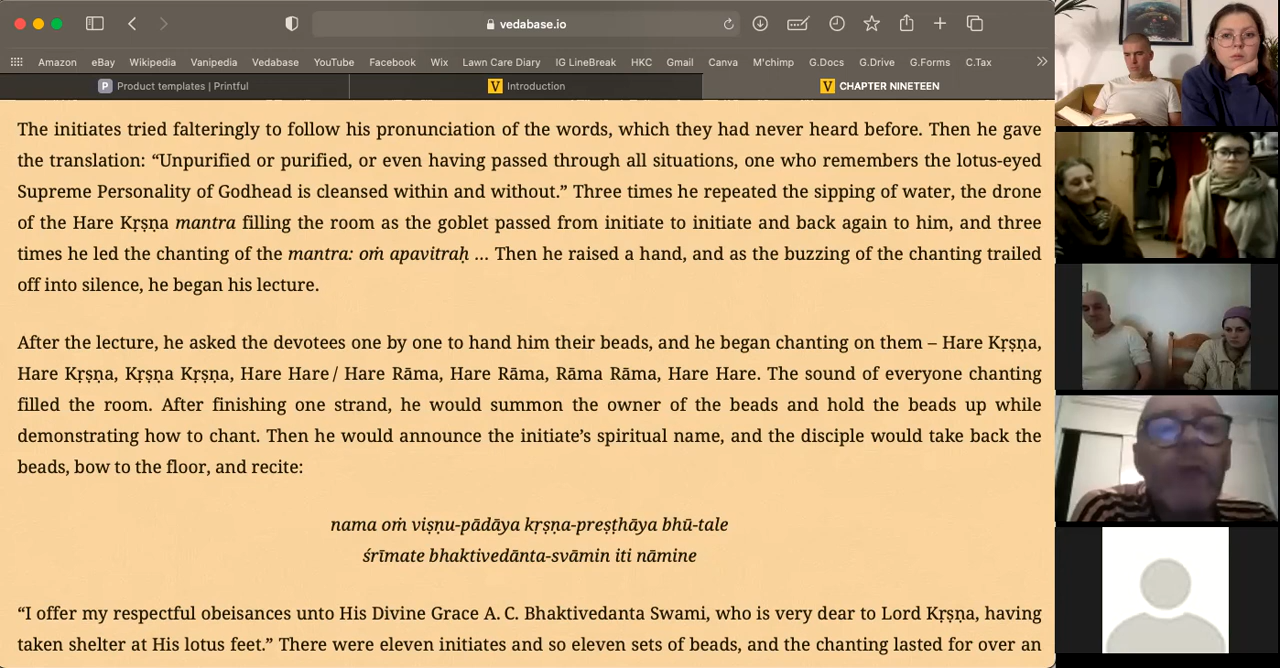 vedabase.io
Amazon eBay Wikipedia Vanipedia Vedabase YouTube Facebook Wix Lawn Care Diary IG LineBreak HKC Gmail Canva M'chimp G.Docs G.Drive G.Forms C.Tax
P Product templates | Printful V Introduction V CHAPTER NINETEEN
The initiates tried falteringly to follow his pronunciation of the words, which they had never heard before. Then he gave
the translation: “Unpurified or purified, or even having passed through all situations, one who remembers the lotus-eyed
Supreme Personality of Godhead is cleansed within and without.” Three times he repeated the sipping of water, the drone
of the Hare Kṛṣṇa mantra filling the room as the goblet passed from initiate to initiate and back again to him, and three
times he led the chanting of the mantra: oṁ apavitraḥ … Then he raised a hand, and as the buzzing of the chanting trailed
off into silence, he began his lecture.
After the lecture, he asked the devotees one by one to hand him their beads, and he began chanting on them – Hare Kṛṣṇa,
Hare Kṛṣṇa, Kṛṣṇa Kṛṣṇa, Hare Hare/ Hare Rāma, Hare Rāma, Rāma Rāma, Hare Hare. The sound of everyone chanting
filled the room. After finishing one strand, he would summon the owner of the beads and hold the beads up while
demonstrating how to chant. Then he would announce the initiate’s spiritual name, and the disciple would take back the
beads, bow to the floor, and recite:
nama oṁ viṣṇu-pādāya kṛṣṇa-preṣṭhāya bhū-tale
śrīmate bhaktivedānta-svāmin iti nāmine
“I offer my respectful obeisances unto His Divine Grace A. C. Bhaktivedanta Swami, who is very dear to Lord Kṛṣṇa, having
taken shelter at His lotus feet.” There were eleven initiates and so eleven sets of beads, and the chanting lasted for over an